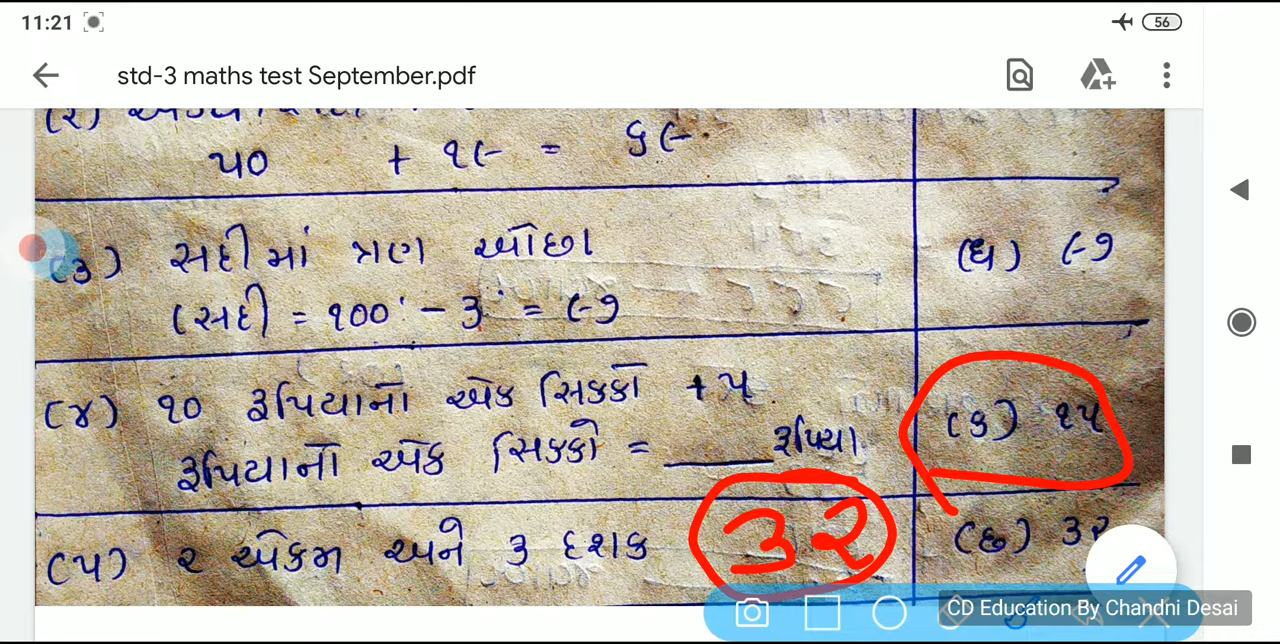 11:21
56
std-3 maths test September.pdf
(૨)
૫૦ + ૧૯ = ૬૯
(૩) સદીમાં ત્રણ ઓછા
(સદી = ૧૦૦ - ૩ = ૯૭
(ઘ) ૯૭
(૪) ૧૦ રૂપિયાનો એક સિક્કો + ૫
રૂપિયાનો એક સિક્કો = ____ રૂપિયા
(ક) ૧૫
(૫) ૨ એકમ અને ૩ દશક
૩૨
(છ) ૩૨
CD Education By Chandni Desai